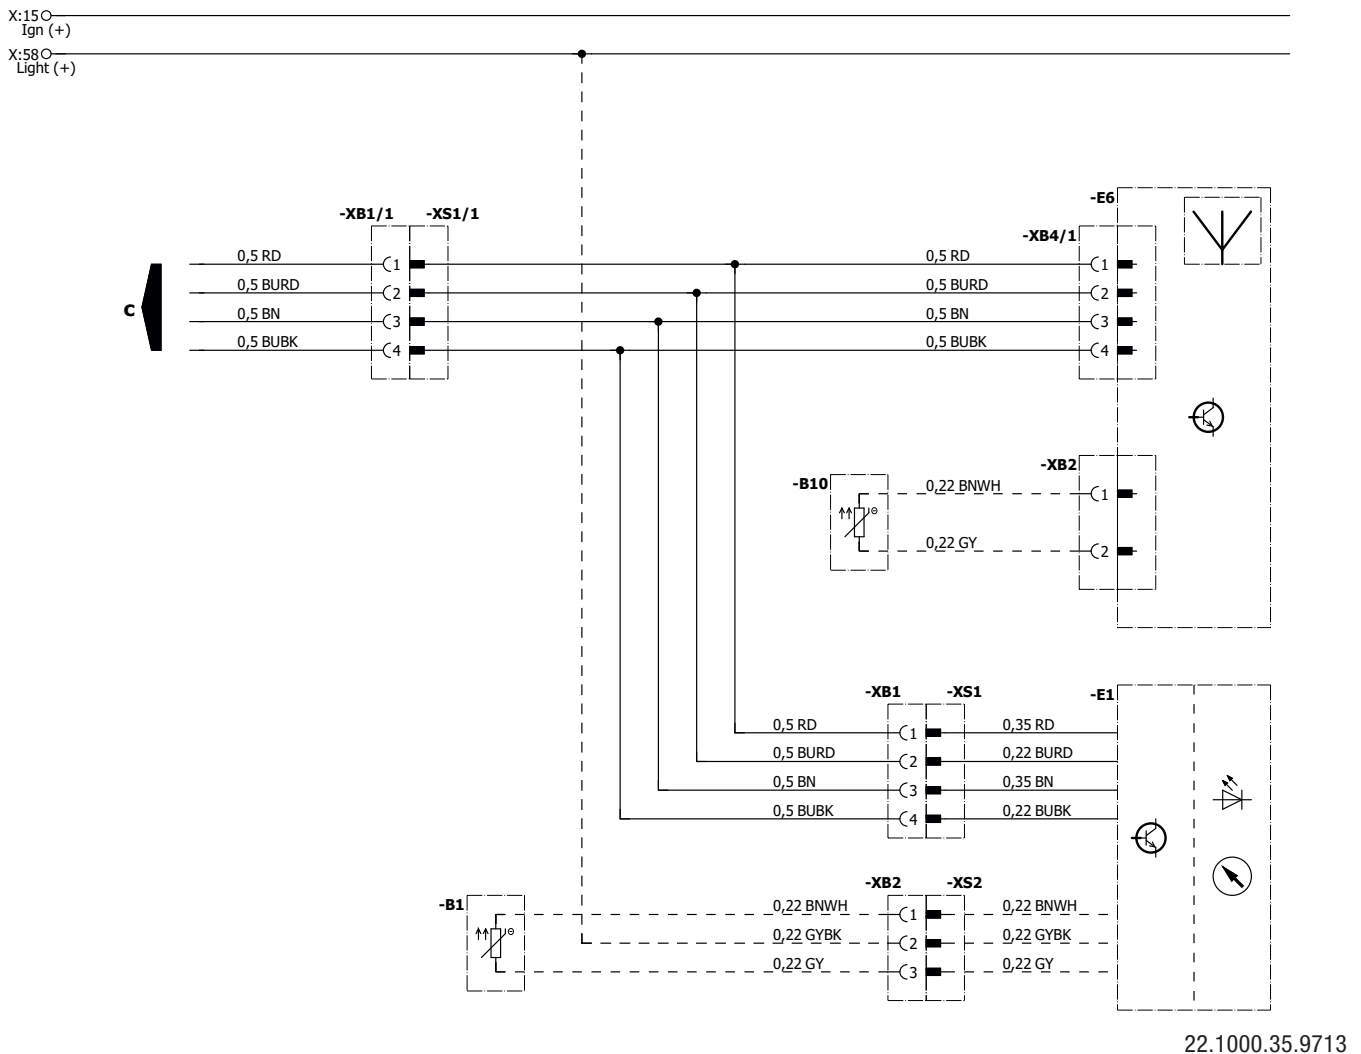 X:15
Ign (+)
X:58
Light (+)
-E6
-XB1/1 -XS1/1
-XB4/1
0,5 RD 1 0,5 RD 1
0,5 BURD 2 0,5 BURD 2
C
0,5 BN 3 0,5 BN 3
0,5 BUBK 4 0,5 BUBK 4
-XB2
-B10
0,22 BNWH 1
0,22 GY 2
-XB1 -XS1 -E1
0,5 RD 1 0,35 RD
0,5 BURD 2 0,22 BURD
0,5 BN 3 0,35 BN
0,5 BUBK 4 0,22 BUBK
-XB2 -XS2
-B1
0,22 BNWH 1 0,22 BNWH
0,22 GYBK 2 0,22 GYBK
0,22 GY 3 0,22 GY
22.1000.35.9713